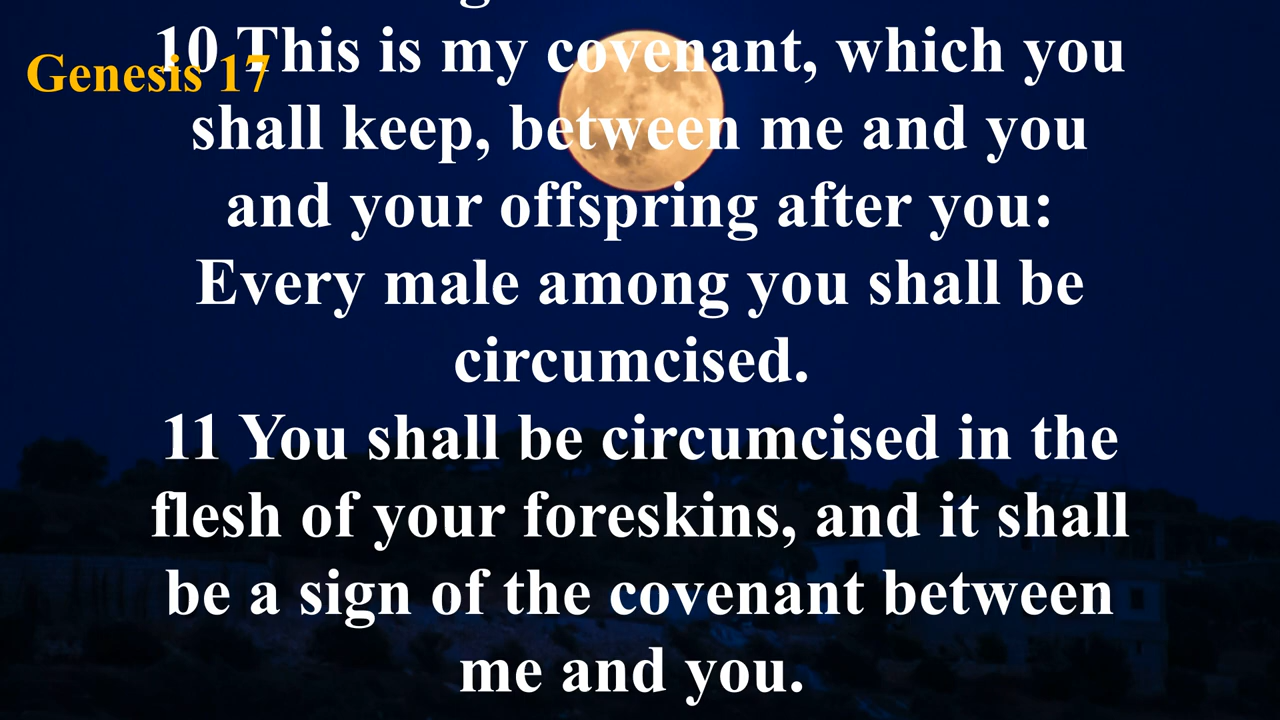 Genesis 17
10 This is my covenant, which you
shall keep, between me and you
and your offspring after you:
Every male among you shall be
circumcised.
11 You shall be circumcised in the
flesh of your foreskins, and it shall
be a sign of the covenant between
me and you.